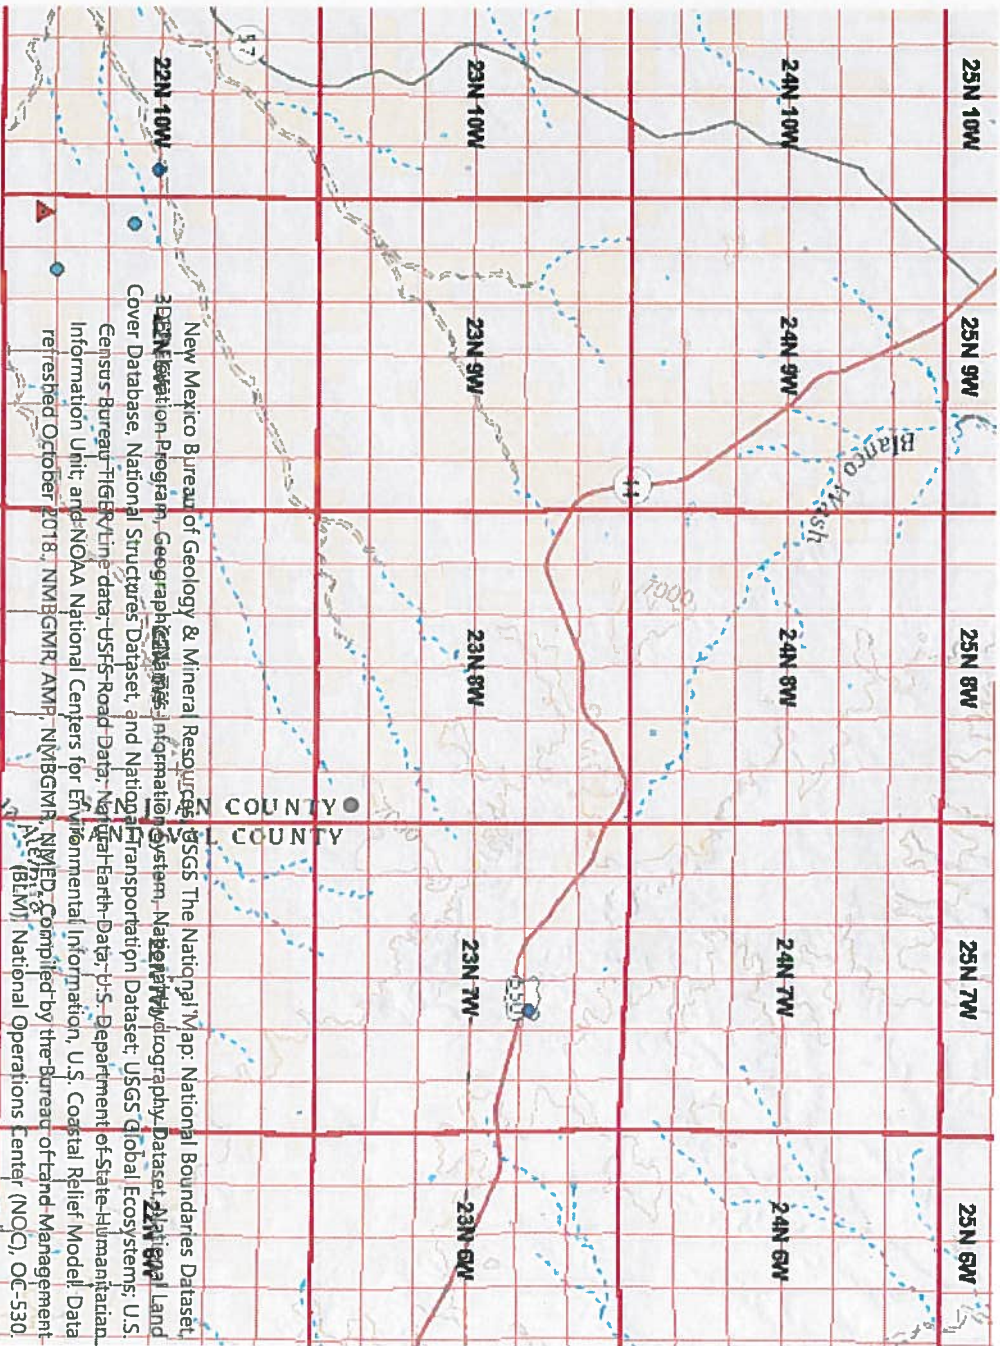 25N 10W
25N 9W
25N 8W
25N 7W
25N 6W
Blanco Wash
24N 10W
24N 9W
24N 8W
24N 7W
24N 6W
7000
44
23N 10W
23N 9W
23N 8W
23N 7W
23N 6W
550
57
7000
SAN JUAN COUNTY
SANDOVAL COUNTY
22N 10W
22N 7W
22N 6W
New Mexico Bureau of Geology & Mineral Resources, USGS The National Map: National Boundaries Dataset,
3DEP Elevation Program, Geographic Names Information System, National Hydrography Dataset, National Land
Cover Database, National Structures Dataset, and National Transportation Dataset; USGS Global Ecosystems; U.S.
Census Bureau TIGER/Line data; USFS Road Data; Natural Earth Data; U.S. Department of State Humanitarian
Information Unit; and NOAA National Centers for Environmental Information, U.S. Coastal Relief Model. Data
refreshed October 2018., NMBGMR, AMP, NMBGMR, NMED, Compiled by the Bureau of Land Management
(BLM), National Operations Center (NOC), OC-530.